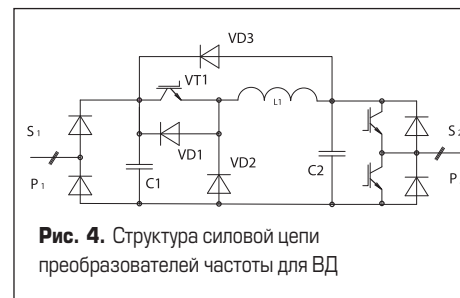 VD3
VT1
L1
S1
S2
VD1
VD2
C1
C2
P1
P
Рис. 4. Структура силовой цепи
преобразователей частоты для ВД